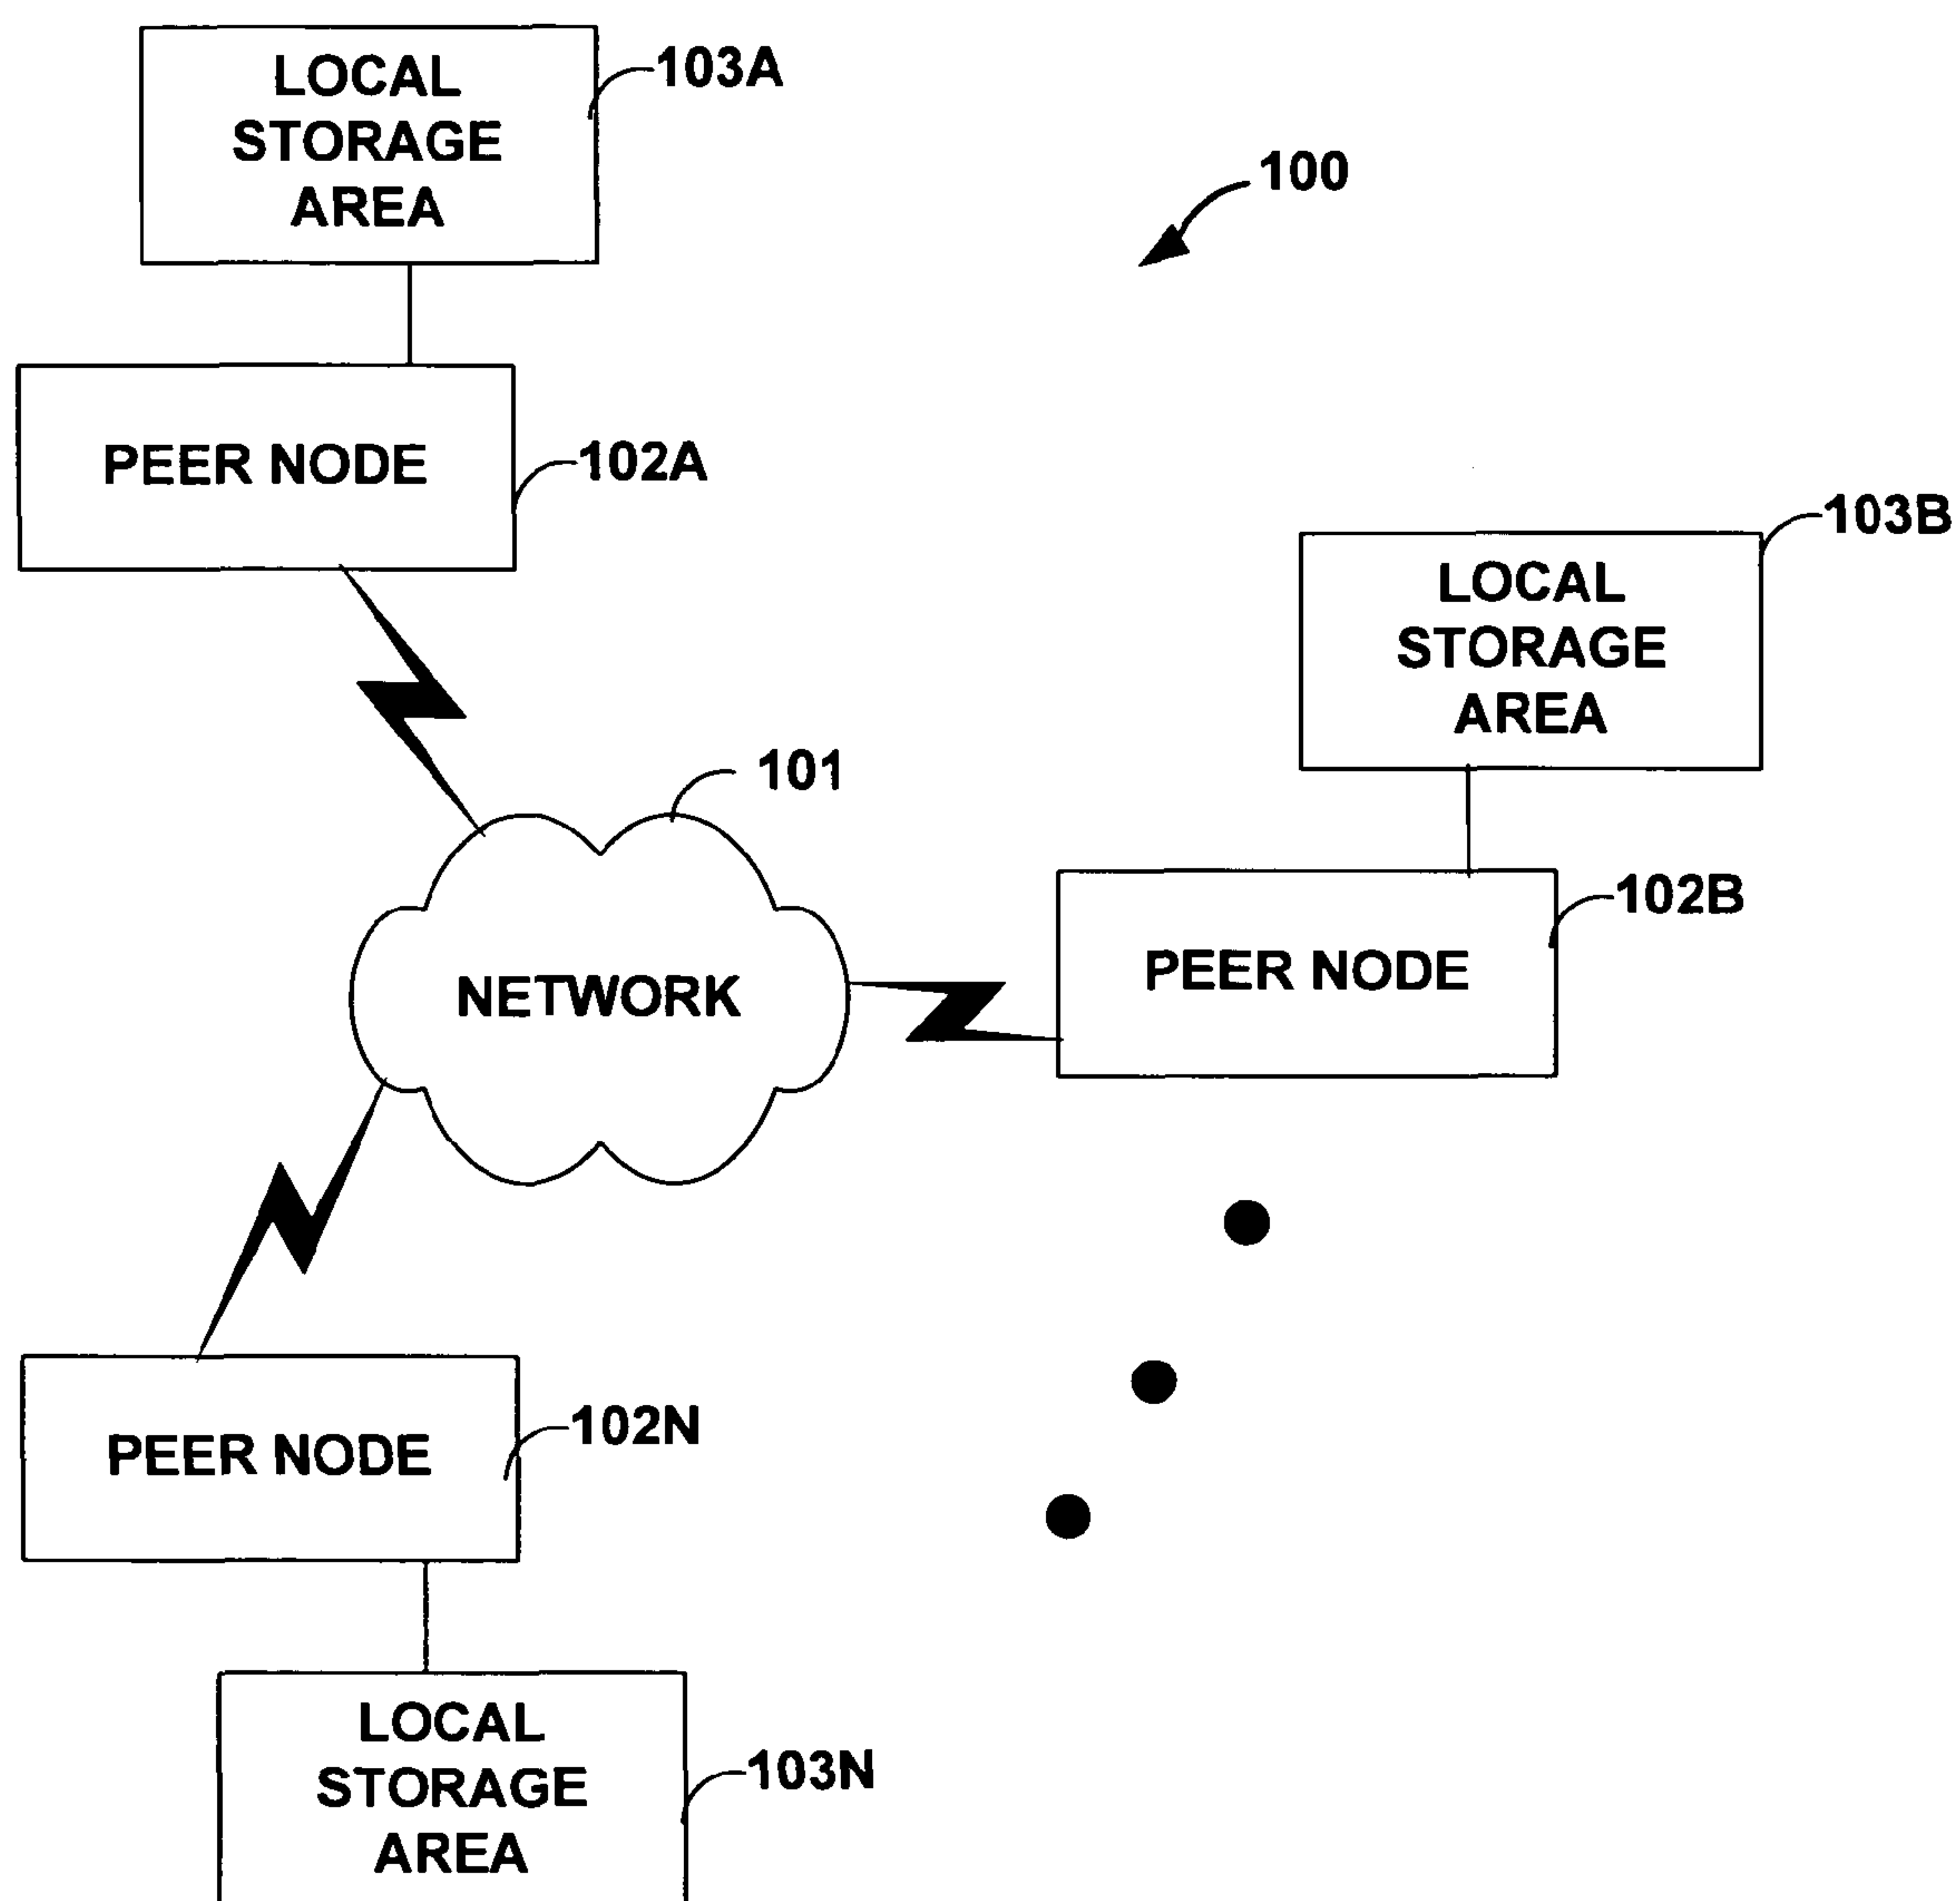 LOCAL
STORAGE
AREA
103A
100
PEER NODE
102A
103B
LOCAL
STORAGE
AREA
101
102B
PEER NODE
NETWORK
102N
PEER NODE
LOCAL
STORAGE
AREA
103N